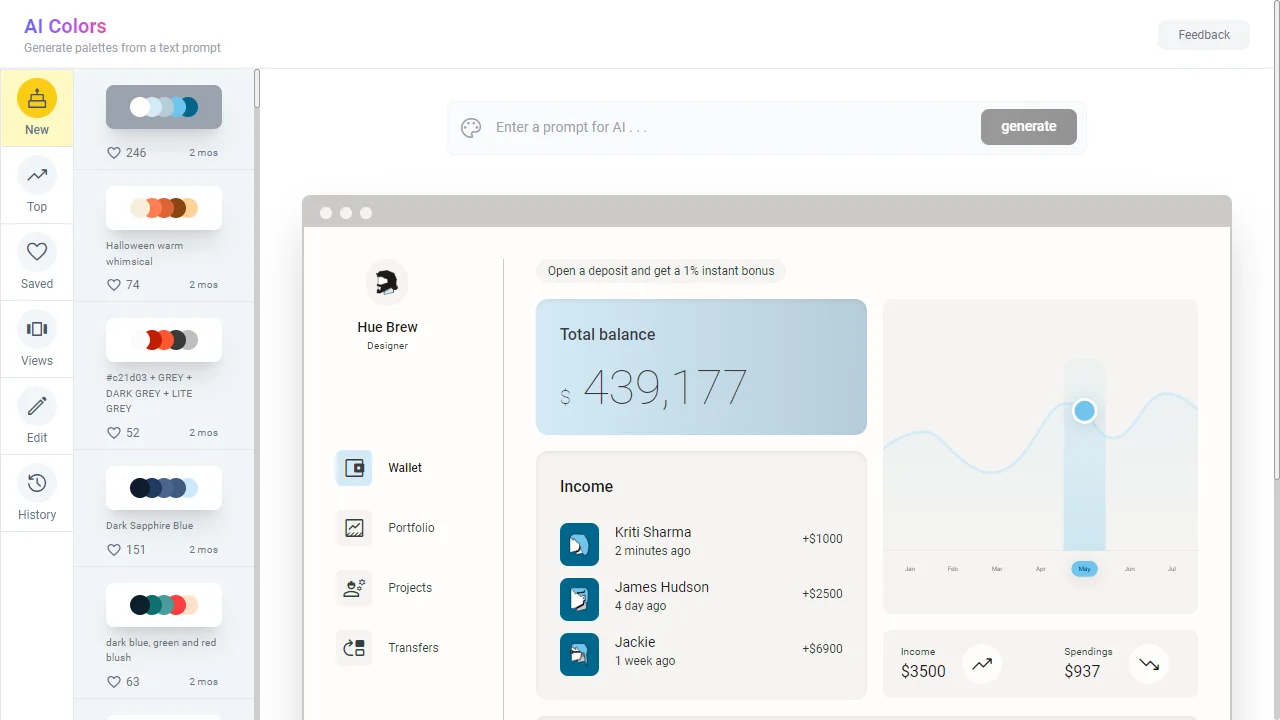 AI Colors
Generate palettes from a text prompt
Feedback
New
Top
Saved
Views
Edit
History
246 2 mos
Halloween warm
whimsical
74 2 mos
#c21d03 + GREY +
DARK GREY + LITE
GREY
52 2 mos
Dark Sapphire Blue
151 2 mos
dark blue, green and red
blush
63 2 mos
Enter a prompt for AI . . .
generate
Hue Brew
Designer
Wallet
Portfolio
Projects
Transfers
Open a deposit and get a 1% instant bonus
Total balance
$ 439,177
Income
Kriti Sharma
2 minutes ago
+$1000
James Hudson
4 day ago
+$2500
Jackie
1 week ago
+$6900
Jan Feb Mar Apr May Jun Jul
Income
$3500
Spendings
$937